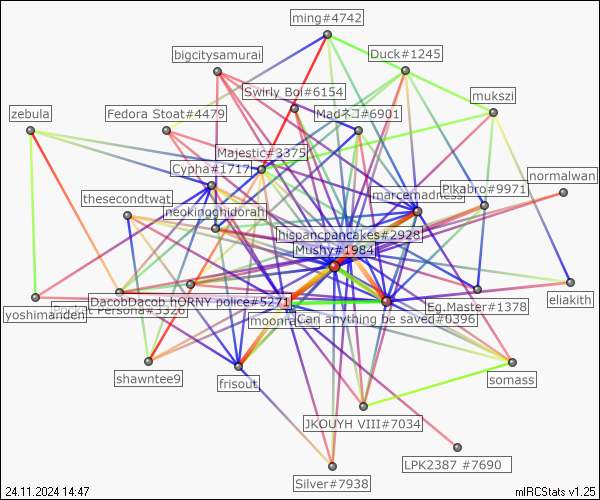 ming#4742
bigcitysamurai
Duck#1245
Swirly Boi#6154
mukszi
zebula
Fedora Stoat#4479
Madネコ#6901
Majestic#3375
Cypha#1717
normalwan
Pikabro#9971
marcemadness
thesecondtwat
neokingghidorah
hispancpancakes#2928
Mushy#1984
eliakith
DacobDacob hORNY police#5271
Eg.Master#1378
yoshimanden
Persona#3326
moonra
Can anything be saved#0396
shawntee9
frisout
somass
JKOUYH VIII#7034
LPK2387 #7690
Silver#7938
24.11.2024 14:47
mIRCStats v1.25